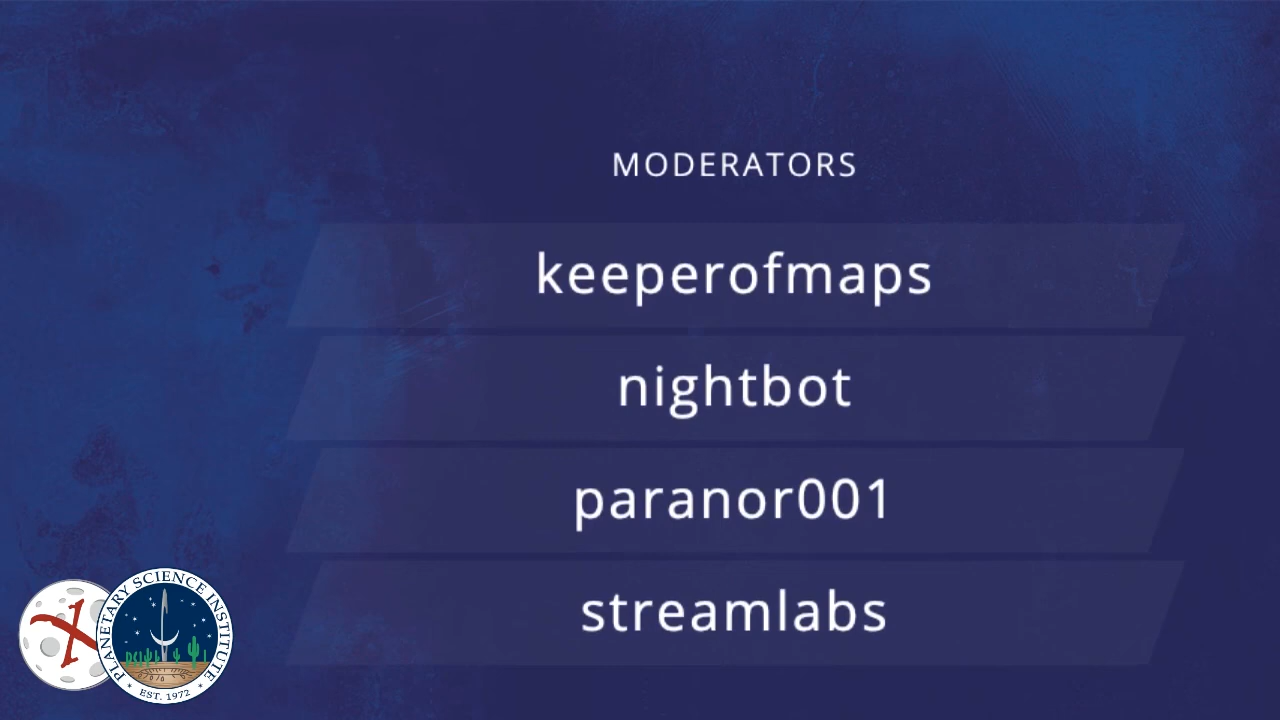 MODERATORS
keeperofmaps
nightbot
paranor001
streamlabs
X
PLANETARY SCIENCE INSTITUTE
EST. 1972